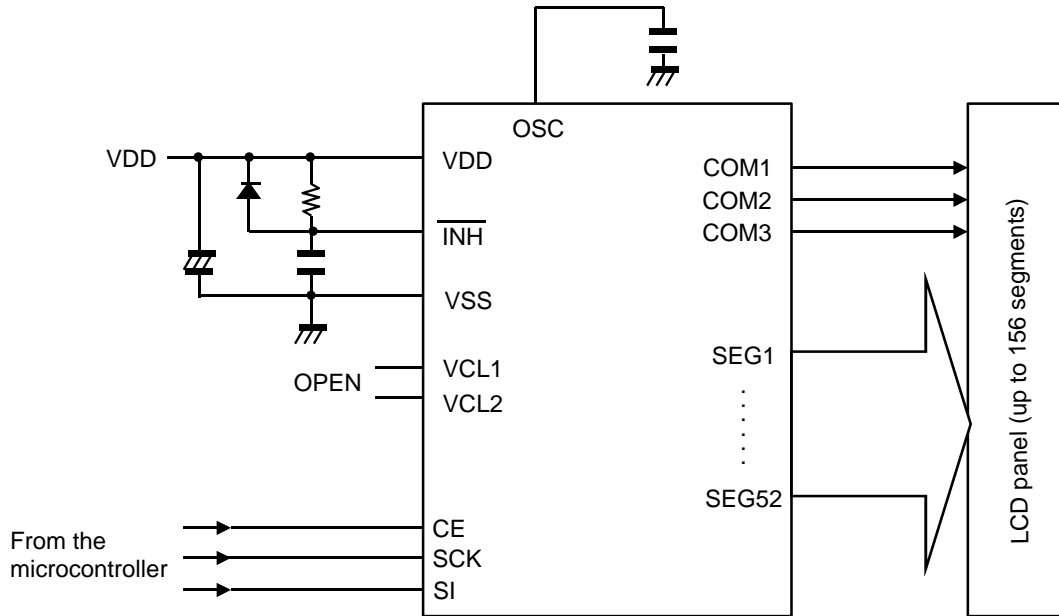 OSC
VDD
VDD
INH
VSS
OPEN
VCL1
VCL2
From the
microcontroller
CE
SCK
SI
COM1
COM2
COM3
SEG1
SEG52
LCD panel (up to 156 segments)